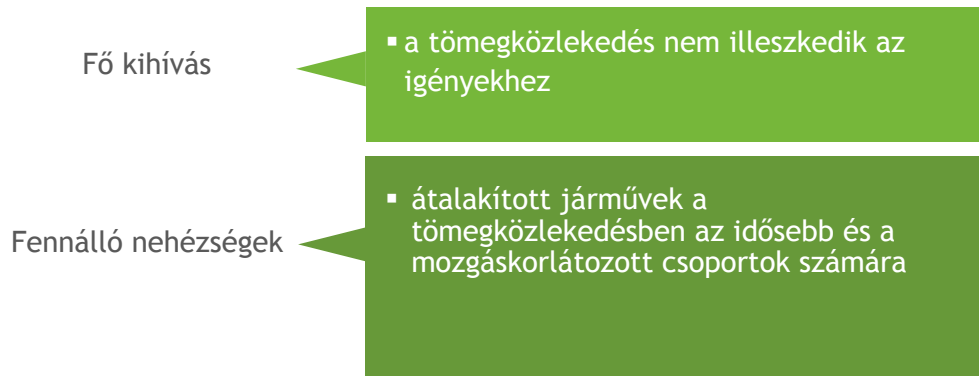 Fő kihívás
▪ a tömegközlekedés nem illeszkedik az
igényekhez
Fennálló nehézségek
▪ átalakított járművek a
tömegközlekedésben az idősebb és a
mozgáskorlátozott csoportok számára